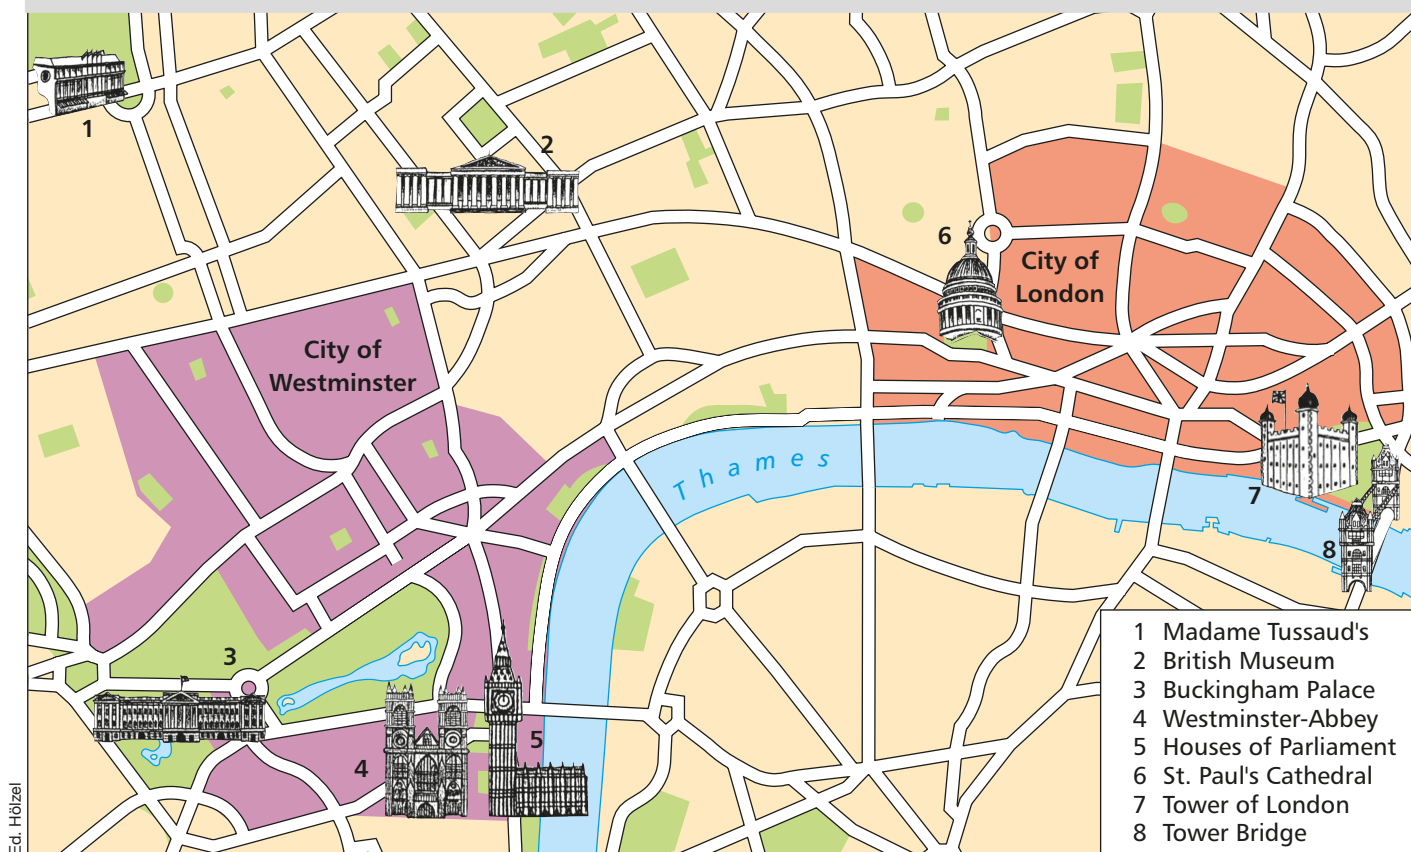 1
2
6
City of
London
City of
Westminster
Thames
7
8
3
5
4
1 Madame Tussaud's
2 British Museum
3 Buckingham Palace
4 Westminster-Abbey
5 Houses of Parliament
6 St. Paul's Cathedral
7 Tower of London
8 Tower Bridge
Ed. Hölzel